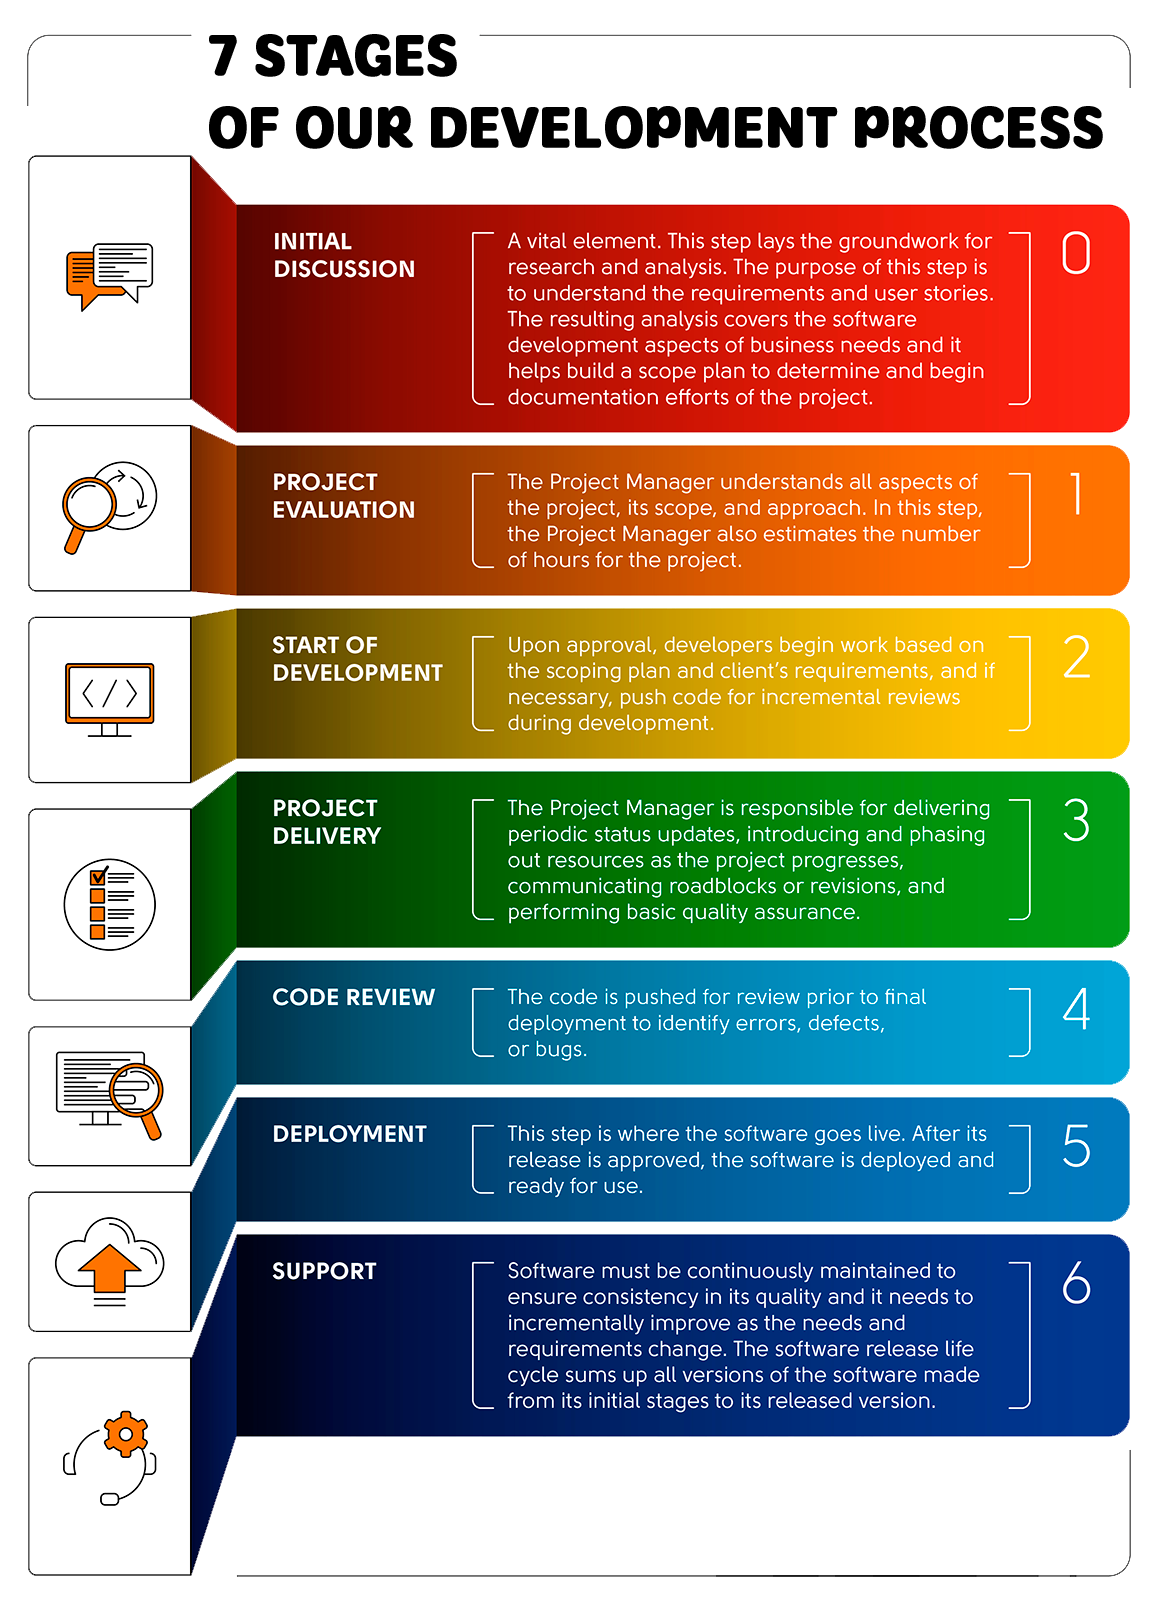 7 STAGES
OF OUR DEVELOPMENT PROCESS
INITIAL
DISCUSSION
A vital element. This step lays the groundwork for
research and analysis. The purpose of this step is
to understand the requirements and user stories.
The resulting analysis covers the software
development aspects of business needs and it
helps build a scope plan to determine and begin
documentation efforts of the project.
0
PROJECT
EVALUATION
The Project Manager understands all aspects of
the project, its scope, and approach. In this step,
the Project Manager also estimates the number
of hours for the project.
1
START OF
DEVELOPMENT
Upon approval, developers begin work based on
the scoping plan and client's requirements, and if
necessary, push code for incremental reviews
during development.
2
PROJECT
DELIVERY
The Project Manager is responsible for delivering
periodic status updates, introducing and phasing
out resources as the project progresses,
communicating roadblocks or revisions, and
performing basic quality assurance.
3
CODE REVIEW
The code is pushed for review prior to final
deployment to identify errors, defects,
or bugs.
4
DEPLOYMENT
This step is where the software goes live. After its
release is approved, the software is deployed and
ready for use.
5
SUPPORT
Software must be continuously maintained to
ensure consistency in its quality and it needs to
incrementally improve as the needs and
requirements change. The software release life
cycle sums up all versions of the software made
from its initial stages to its released version.
6